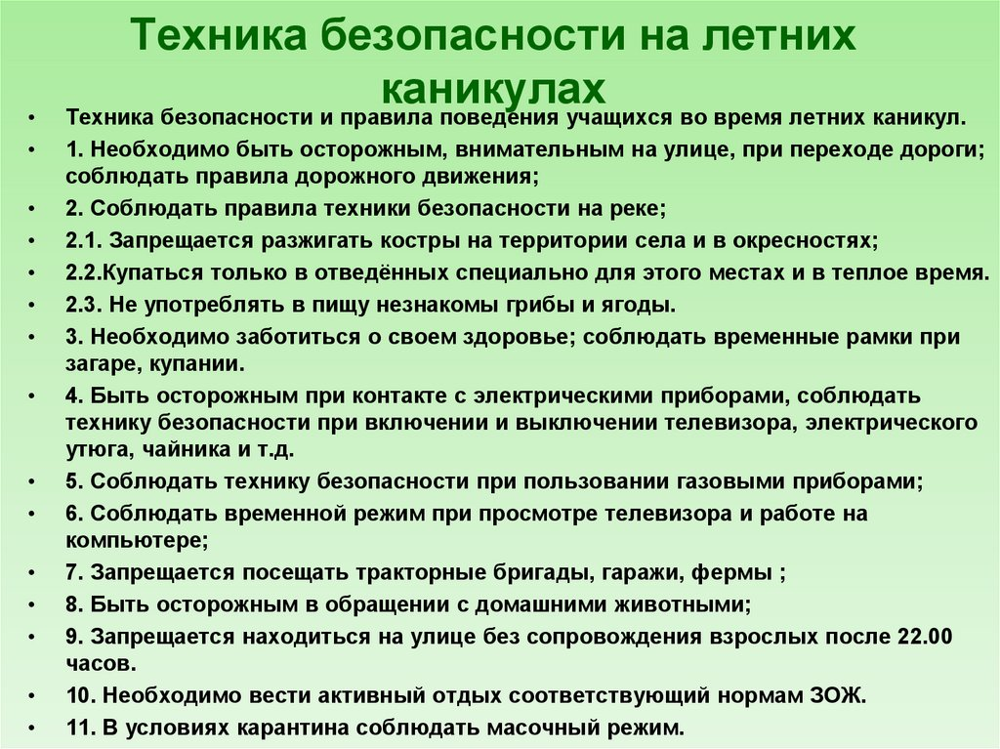 Техника безопасности на летних
каникулах
• Техника безопасности и правила поведения учащихся во время летних каникул.
• 1. Необходимо быть осторожным, внимательным на улице, при переходе дороги;
соблюдать правила дорожного движения;
• 2. Соблюдать правила техники безопасности на реке;
• 2.1. Запрещается разжигать костры на территории села и в окресностях;
• 2.2.Купаться только в отведённых специально для этого местах и в теплое время.
• 2.3. Не употреблять в пищу незнакомы грибы и ягоды.
• 3. Необходимо заботиться о своем здоровье; соблюдать временные рамки при
загаре, купании.
• 4. Быть осторожным при контакте с электрическими приборами, соблюдать
технику безопасности при включении и выключении телевизора, электрического
утюга, чайника и т.д.
• 5. Соблюдать технику безопасности при пользовании газовыми приборами;
• 6. Соблюдать временной режим при просмотре телевизора и работе на
компьютере;
• 7. Запрещается посещать тракторные бригады, гаражи, фермы ;
• 8. Быть осторожным в обращении с домашними животными;
• 9. Запрещается находиться на улице без сопровождения взрослых после 22.00
часов.
• 10. Необходимо вести активный отдых соответствующий нормам ЗОЖ.
• 11. В условиях карантина соблюдать масочный режим.